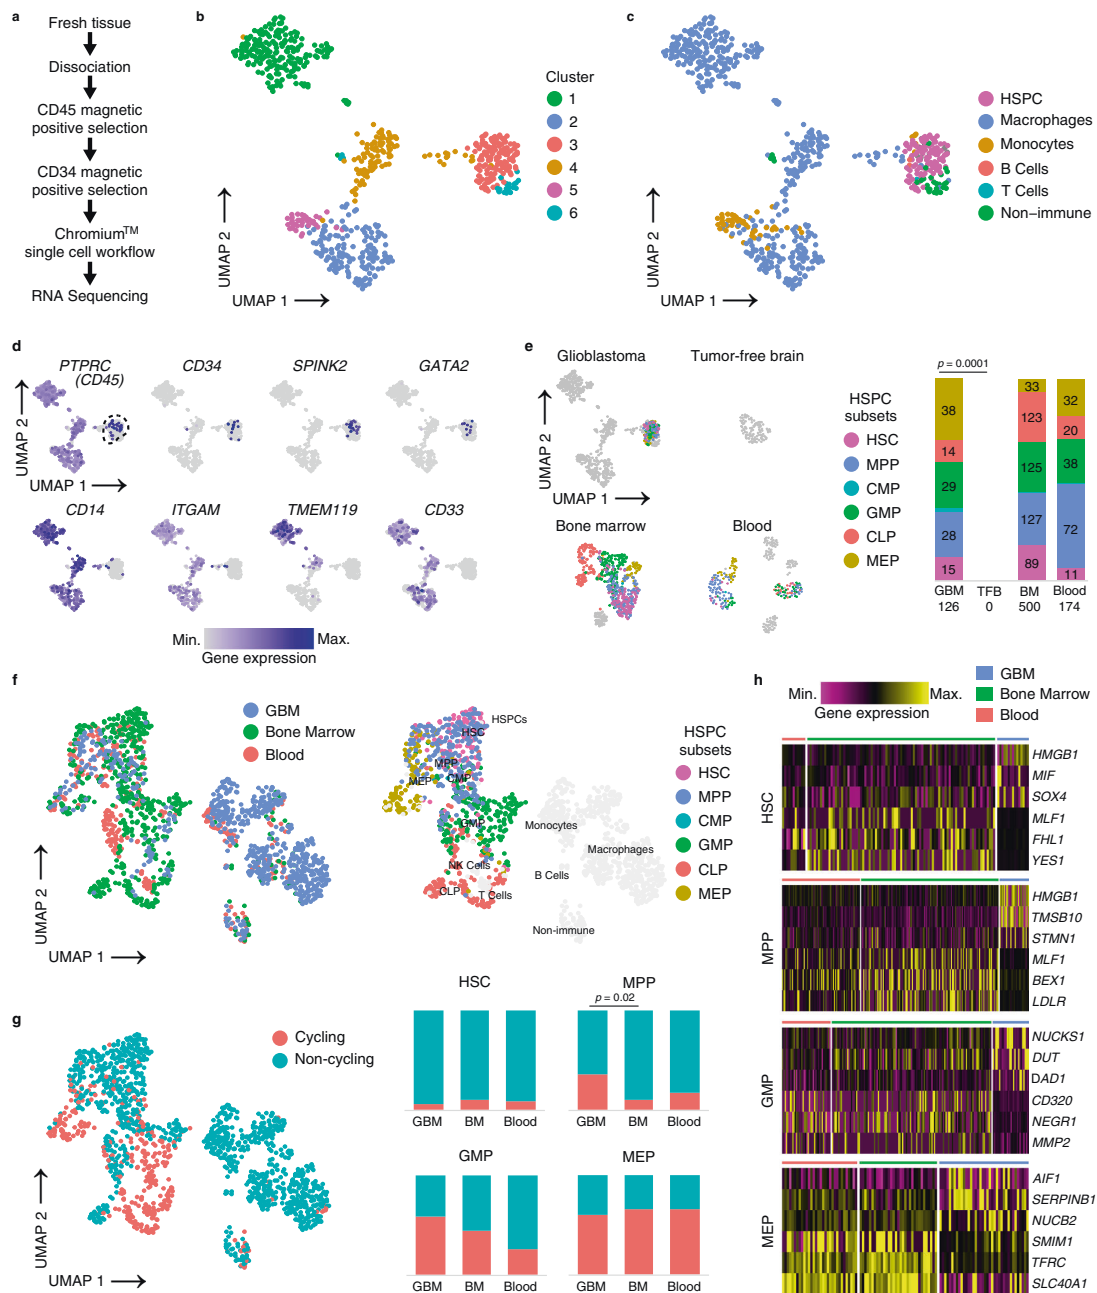 a
Fresh tissue
Dissociation
CD45 magnetic
positive selection
CD34 magnetic
positive selection
Chromium™
single cell workflow
RNA Sequencing
b
UMAP 2
UMAP 1
Cluster
1
2
3
4
5
6
c
UMAP 2
UMAP 1
HSPC
Macrophages
Monocytes
B Cells
T Cells
Non−immune
d
PTPRC
(CD45)
CD34
SPINK2
GATA2
UMAP 2
UMAP 1
CD14
ITGAM
TMEM119
CD33
Min.
Max.
Gene expression
e
Glioblastoma
Tumor-free brain
UMAP 2
UMAP 1
Bone marrow
Blood
HSPC
subsets
HSC
MPP
CMP
GMP
CLP
MEP
p = 0.0001
38
14
29
28
15
33
123
125
127
89
32
20
38
72
11
GBM
TFB
BM
Blood
126
0
500
174
f
GBM
Bone Marrow
Blood
UMAP 2
UMAP 1
HSPCs
HSC
MPP
MEP
CMP
GMP
NK Cells
CLP
T Cells
Monocytes
Macrophages
B Cells
Non-immune
HSPC
subsets
HSC
MPP
CMP
GMP
CLP
MEP
g
Cycling
Non-cycling
UMAP 2
UMAP 1
HSC
GBM
BM
Blood
MPP
p = 0.02
GBM
BM
Blood
GMP
GBM
BM
Blood
MEP
GBM
BM
Blood
h
Min.
Max.
Gene expression
GBM
Bone Marrow
Blood
HSC
HMGB1
MIF
SOX4
MLF1
FHL1
YES1
MPP
HMGB1
TMSB10
STMN1
MLF1
BEX1
LDLR
GMP
NUCKS1
DUT
DAD1
CD320
NEGR1
MMP2
MEP
AIF1
SERPINB1
NUCB2
SMIM1
TFRC
SLC40A1